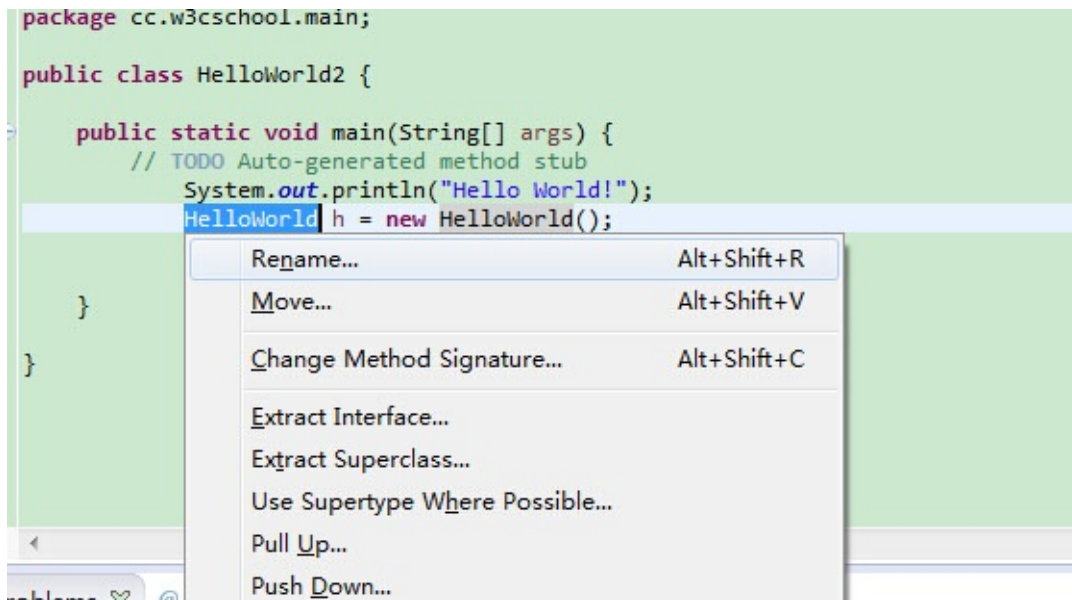 package cc.w3cschool.main;
public class HelloWorld2 {
public static void main(String[] args) {
// TODO Auto-generated method stub
System.out.println("Hello World!");
HelloWorld h = new HelloWorld();
Rename... Alt+Shift+R
Move... Alt+Shift+V
}
Change Method Signature... Alt+Shift+C
}
Extract Interface...
Extract Superclass...
Use Supertype Where Possible...
Pull Up...
Push Down...